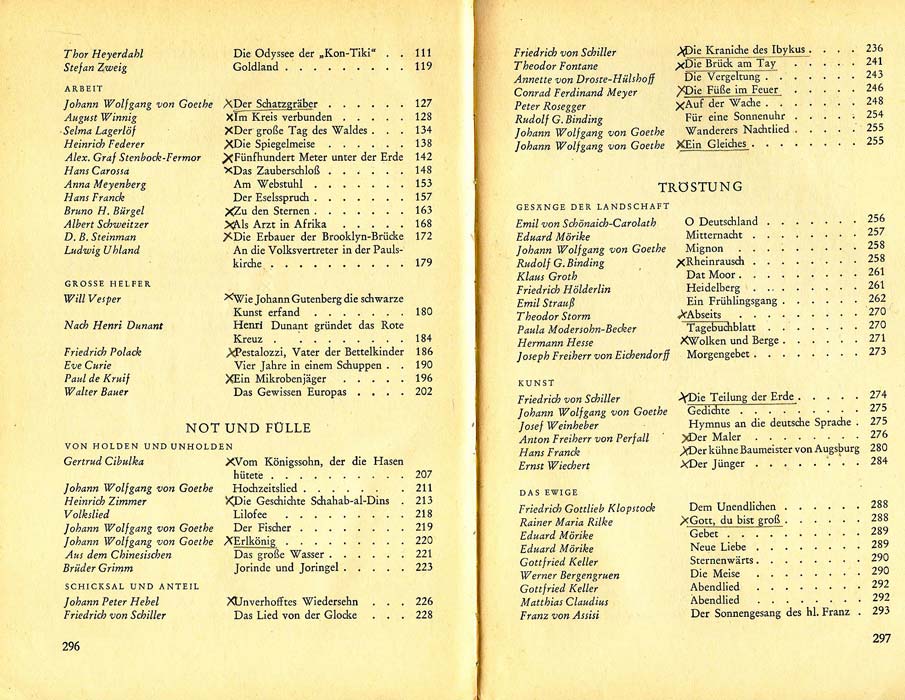 Thor Heyerdahl Die Odyssee der „Kon-Tiki“ . . 111
Stefan Zweig Goldland . . . . . . . . . 119
ARBEIT
Johann Wolfgang von Goethe ×Der Schatzgräber . . . . . . 127
August Winnig ×Im Kreis verbunden . . . . . 128
Selma Lagerlöf ×Der große Tag des Waldes . . . 134
Heinrich Federer ×Die Spiegelmeise . . . . . . 138
Alex. Graf Stenbock-Fermor ×Fünfhundert Meter unter der Erde 142
Hans Carossa ×Das Zauberschloß . . . . . . 148
Anna Meyenberg Am Webstuhl . . . . . . . 153
Hans Franck Der Eselsspruch . . . . . . . 157
Bruno H. Bürgel ×Zu den Sternen . . . . . . . 163
Albert Schweitzer ×Als Arzt in Afrika . . . . . . 168
D. B. Steinman ×Die Erbauer der Brooklyn-Brücke 172
Ludwig Uhland An die Volksvertreter in der Pauls-
kirche . . . . . . . . . . 179
GROSSE HELFER
Will Vesper ×Wie Johann Gutenberg die schwarze
Kunst erfand . . . . . . . 180
Nach Henri Dunant Henri Dunant gründet das Rote
Kreuz . . . . . . . . . . 184
Friedrich Polack ×Pestalozzi, Vater der Bettelkinder 186
Eve Curie Vier Jahre in einem Schuppen . . 190
Paul de Kruif ×Ein Mikrobenjäger . . . . . 196
Walter Bauer Das Gewissen Europas . . . . 202
NOT UND FÜLLE
VON HOLDEN UND UNHOLDEN
Gertrud Cibulka ×Vom Königssohn, der die Hasen
hütete . . . . . . . . . . 207
Johann Wolfgang von Goethe Hochzeitslied . . . . . . . . 211
Heinrich Zimmer ×Die Geschichte Schahab-al-Dins . 213
Volkslied Lilofee . . . . . . . . . . 218
Johann Wolfgang von Goethe Der Fischer . . . . . . . . 219
Johann Wolfgang von Goethe ×Erlkönig . . . . . . . . . 220
Aus dem Chinesischen Das große Wasser . . . . . . 221
Brüder Grimm Jorinde und Joringel . . . . . 223
SCHICKSAL UND ANTEIL
Johann Peter Hebel ×Unverhofftes Wiedersehn . . . 226
Friedrich von Schiller Das Lied von der Glocke . . . 228
296
Friedrich von Schiller ×Die Kraniche des Ibykus . . . . 236
Theodor Fontane ×Die Brück am Tay . . . . . 241
Annette von Droste-Hülshoff Die Vergeltung . . . . . . . 243
Conrad Ferdinand Meyer ×Die Füße im Feuer . . . . . 246
Peter Rosegger ×Auf der Wache . . . . . . . 248
Rudolf G. Binding Für eine Sonnenuhr . . . . . 254
Johann Wolfgang von Goethe Wanderers Nachtlied . . . . . 255
Johann Wolfgang von Goethe ×Ein Gleiches . . . . . . . . 255
TRÖSTUNG
GESÄNGE DER LANDSCHAFT
Emil von Schönaich-Carolath O Deutschland . . . . . . . 256
Eduard Mörike Mitternacht . . . . . . . . 257
Johann Wolfgang von Goethe Mignon . . . . . . . . . 258
Rudolf G. Binding ×Rheinrausch . . . . . . . . 258
Klaus Groth Dat Moor . . . . . . . . . 261
Friedrich Hölderlin Heidelberg . . . . . . . . 261
Emil Strauß Ein Frühlingsgang . . . . . . 262
Theodor Storm ×Abseits . . . . . . . . . 270
Paula Modersohn-Becker Tagebuchblatt . . . . . . . 270
Hermann Hesse ×Wolken und Berge . . . . . . 271
Joseph Freiherr von Eichendorff Morgengebet . . . . . . . . 273
KUNST
Friedrich von Schiller ×Die Teilung der Erde . . . . . 274
Johann Wolfgang von Goethe Gedichte . . . . . . . . . 275
Josef Weinheber Hymnus an die deutsche Sprache . 275
Anton Freiherr von Perfall ×Der Maler . . . . . . . . 276
Hans Franck ×Der kühne Baumeister von Augsburg 280
Ernst Wiechert ×Der Jünger . . . . . . . . 284
DAS EWIGE
Friedrich Gottlieb Klopstock Dem Unendlichen . . . . . . 288
Rainer Maria Rilke ×Gott, du bist groß . . . . . . 288
Eduard Mörike Gebet . . . . . . . . . . 289
Eduard Mörike Neue Liebe . . . . . . . . 289
Gottfried Keller Sternenwärts . . . . . . . . 290
Werner Bergengruen Die Meise . . . . . . . . 290
Gottfried Keller Abendlied . . . . . . . . 292
Matthias Claudius Abendlied . . . . . . . . 292
Franz von Assisi Der Sonnengesang des hl. Franz . 293
297